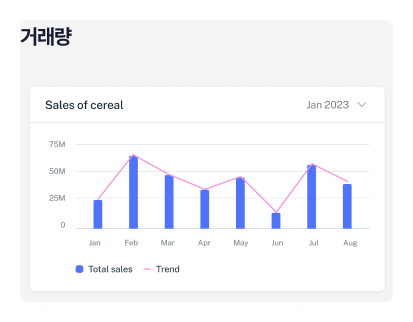 거래량
Sales of cereal
Jan 2023
75M
50M
25M
0
Jan Feb Mar Apr May Jun Jul Aug
Total sales Trend